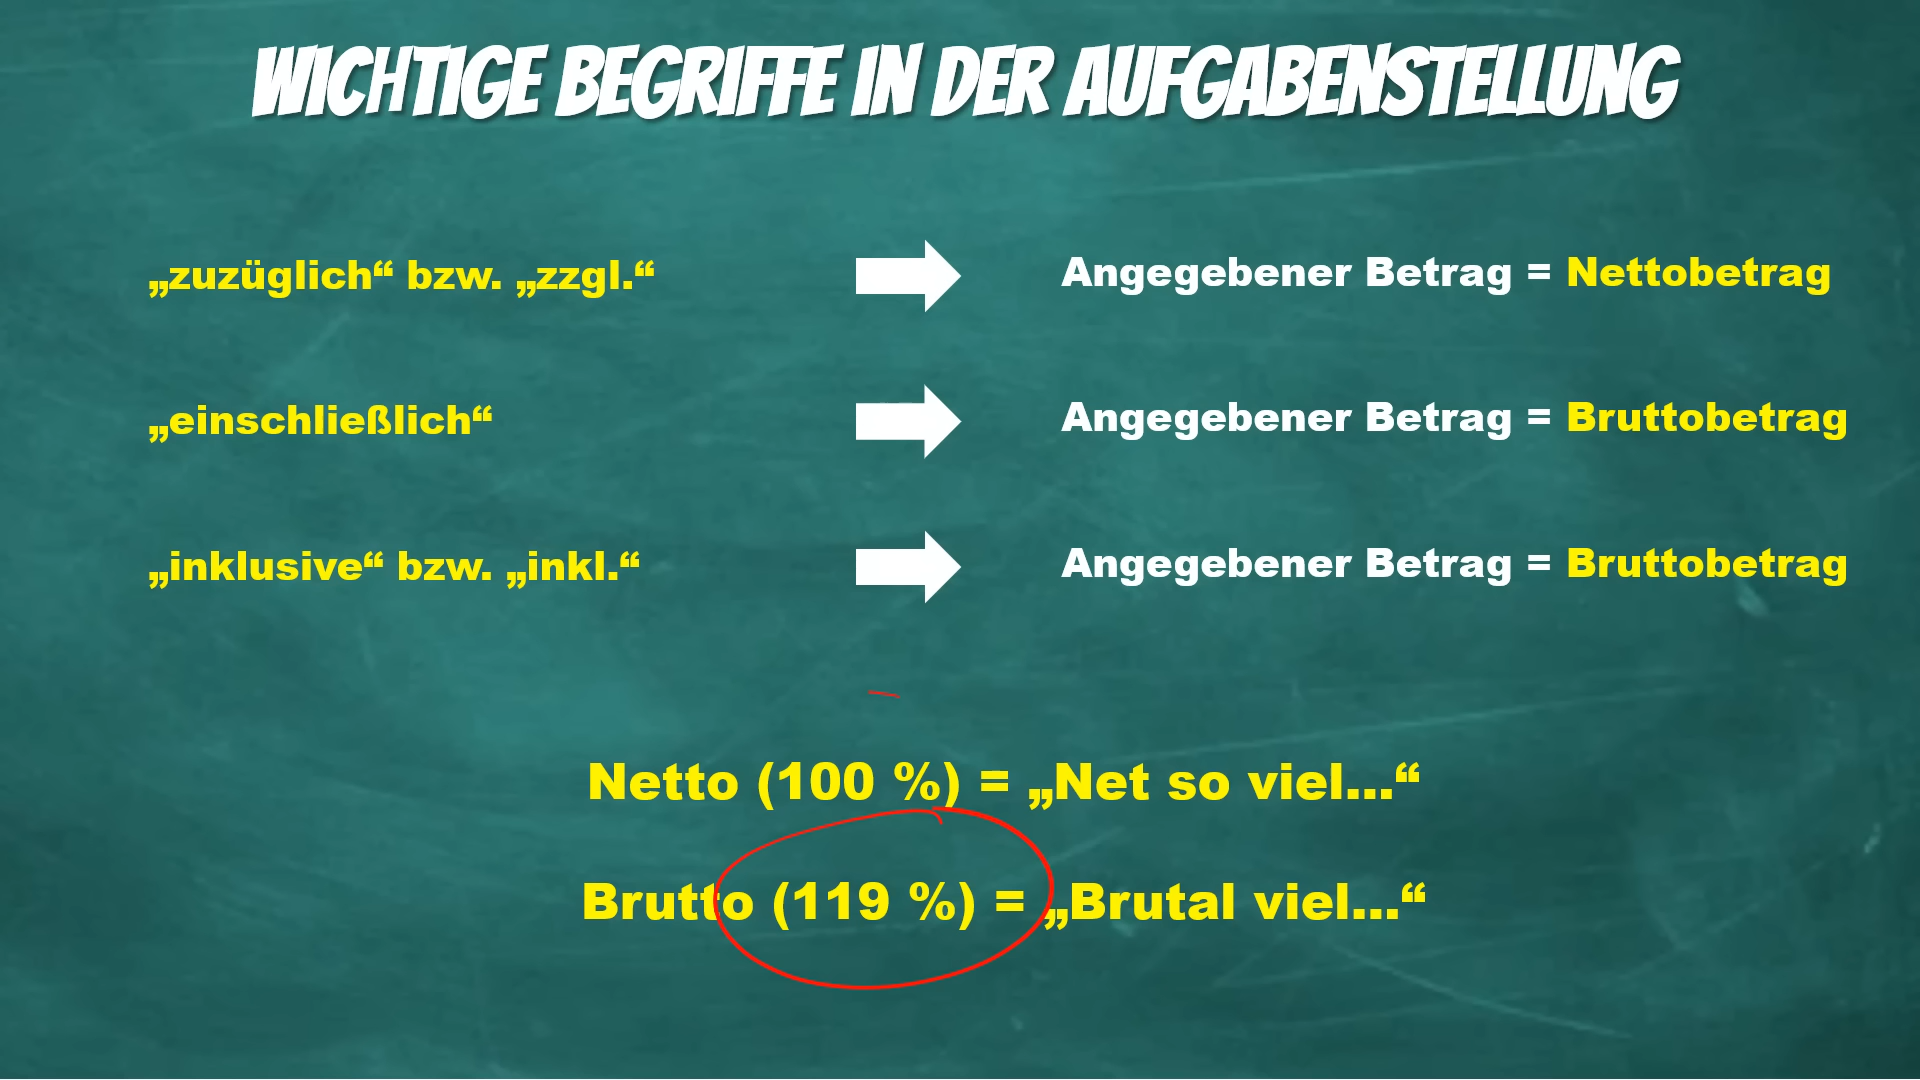 WICHTIGE BEGRIFFE IN DER AUFGABENSTELLUNG
„zuzüglich“ bzw. „zzgl.“ Angegebener Betrag = Nettobetrag
„einschließlich“ Angegebener Betrag = Bruttobetrag
„inklusive“ bzw. „inkl.“ Angegebener Betrag = Bruttobetrag
Netto (100 %) = „Net so viel…“
Brutto (119 %) = „Brutal viel…“